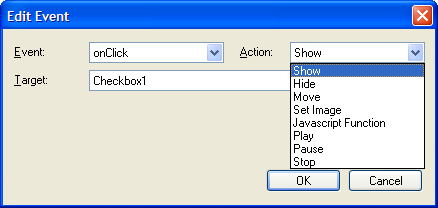 Edit Event
Event: onClick Action: Show
Target: Checkbox1
Show
Hide
Move
Set Image
Javascript Function
Play
Pause
Stop
OK Cancel